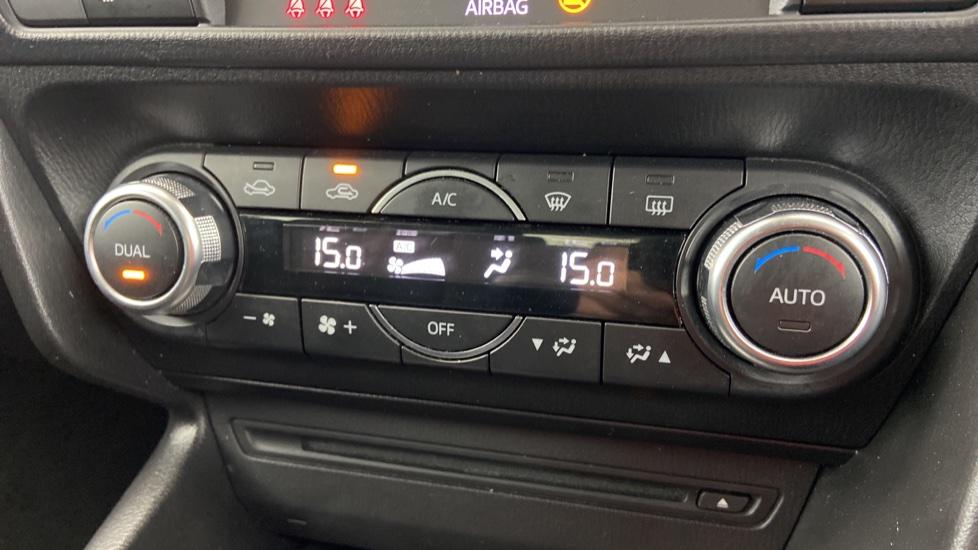 AIRBAG
A/C
DUAL
15.0
A/C
15.0
AUTO
-
+
OFF